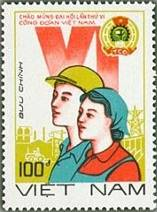 CHÀO MỪNG ĐẠI HỘI LẦN THỨ VI
CÔNG ĐOÀN VIỆT NAM
VI
BƯU CHÍNH
100đ
VIỆT NAM